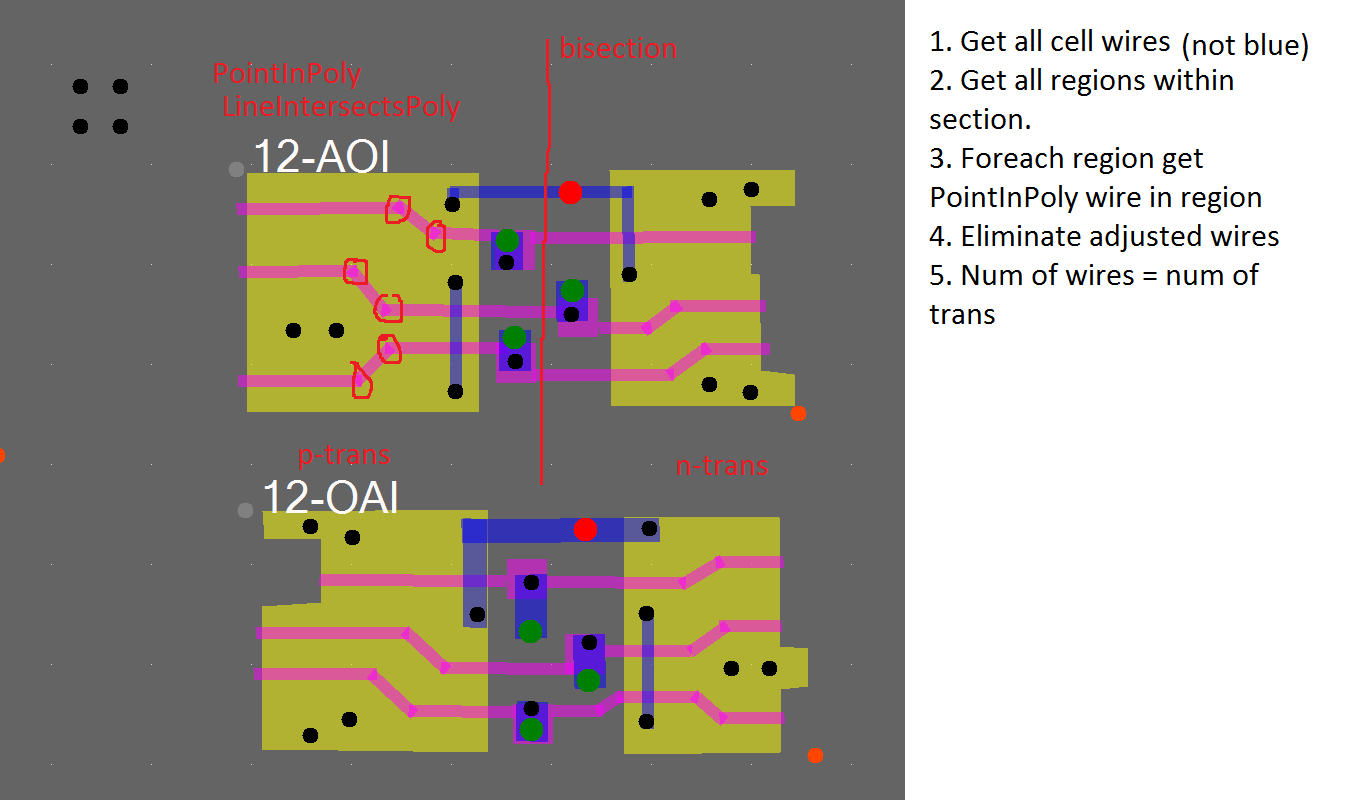 bisection
PointInPoly
LineIntersectsPoly
12-AOI
p-trans
n-trans
12-OAI
1. Get all cell wires (not blue)
2. Get all regions within
section.
3. Foreach region get
PointInPoly wire in region
4. Eliminate adjusted wires
5. Num of wires = num of
trans